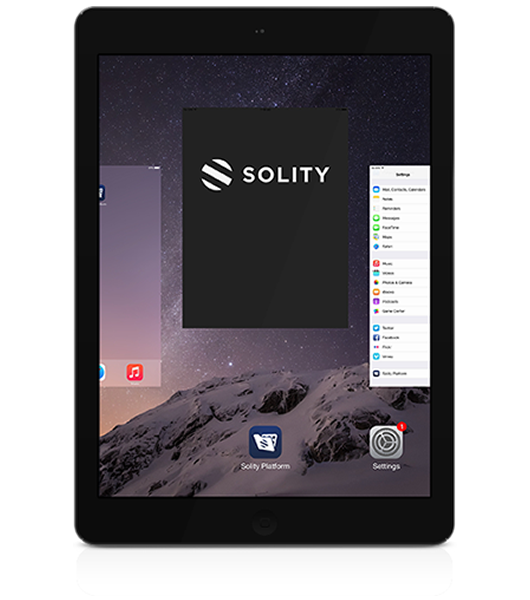 SOLITY
Settings
Mail, Contacts, Calendars
Notes
Reminders
Messages
FaceTime
Maps
Safari
Music
Videos
Photos & Camera
iBooks
Podcasts
Game Center
Twitter
Facebook
Flickr
Vimeo
Solity Platform
Solity Platform
Settings
1